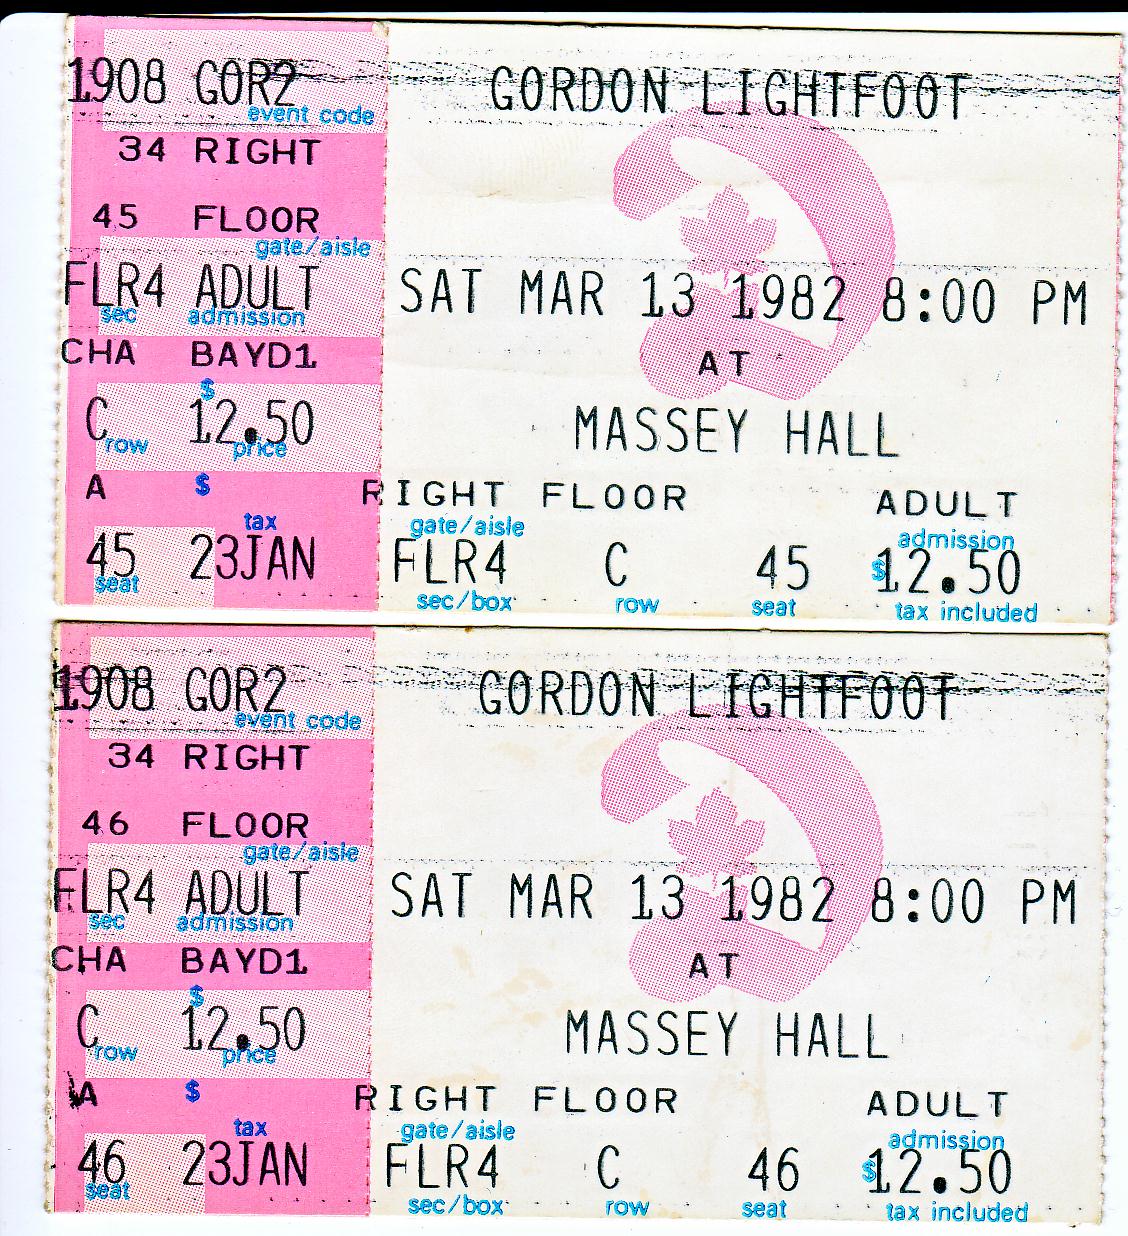 1908 GOR2
event code
34 RIGHT
45 FLOOR
gate/aisle
FLR4 ADULT
sec admission
CHA BAYD1
$
C 12.50
row price
A $
tax
45 23JAN
seat
GORDON LIGHTFOOT
SAT MAR 13 1982 8:00 PM
AT
MASSEY HALL
RIGHT FLOOR ADULT
gate/aisle admission
FLR4 C 45 $12.50
sec/box row seat tax included
1908 GOR2
event code
34 RIGHT
46 FLOOR
gate/aisle
FLR4 ADULT
sec admission
CHA BAYD1
$
C 12.50
row price
A $
tax
46 23JAN
seat
GORDON LIGHTFOOT
SAT MAR 13 1982 8:00 PM
AT
MASSEY HALL
RIGHT FLOOR ADULT
gate/aisle admission
FLR4 C 46 $12.50
sec/box row seat tax included